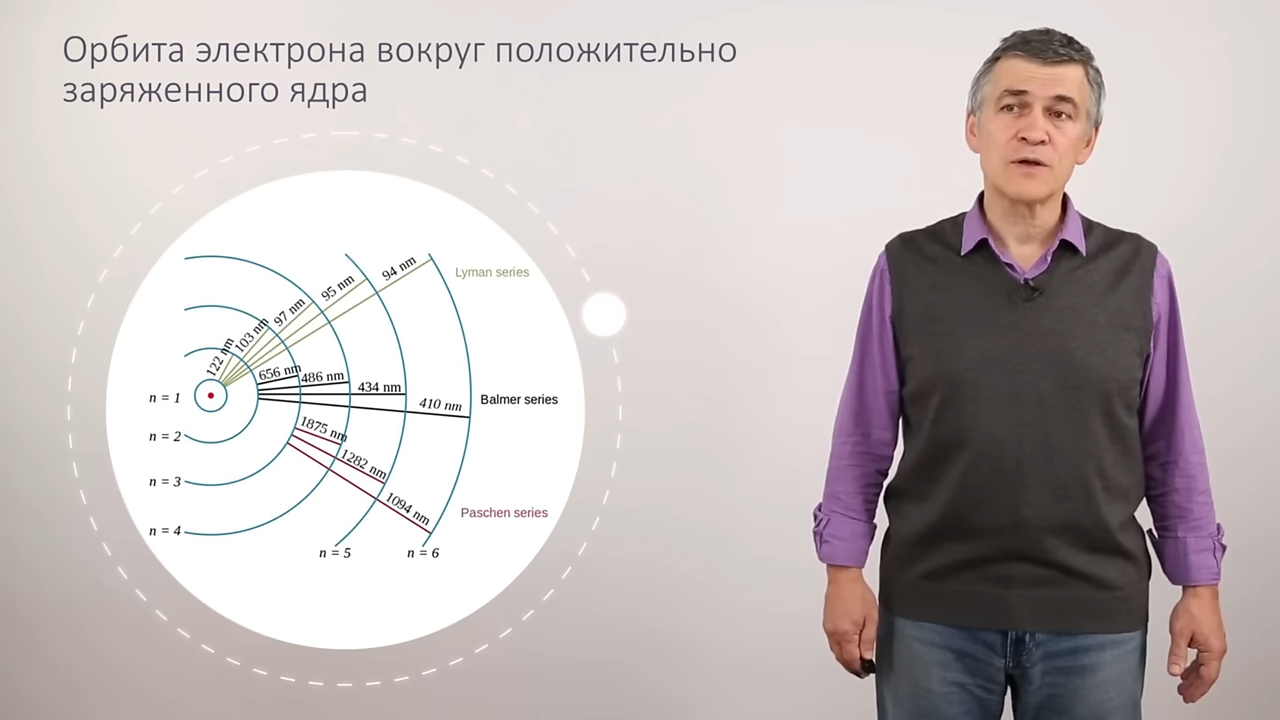 Орбита электрона вокруг положительно
заряженного ядра
94 nm
Lyman series
95 nm
97 nm
103 nm
122 nm
656 nm
486 nm
434 nm
410 nm
Balmer series
n = 1
n = 2
1875 nm
1282 nm
1094 nm
n = 3
Paschen series
n = 4
n = 5
n = 6